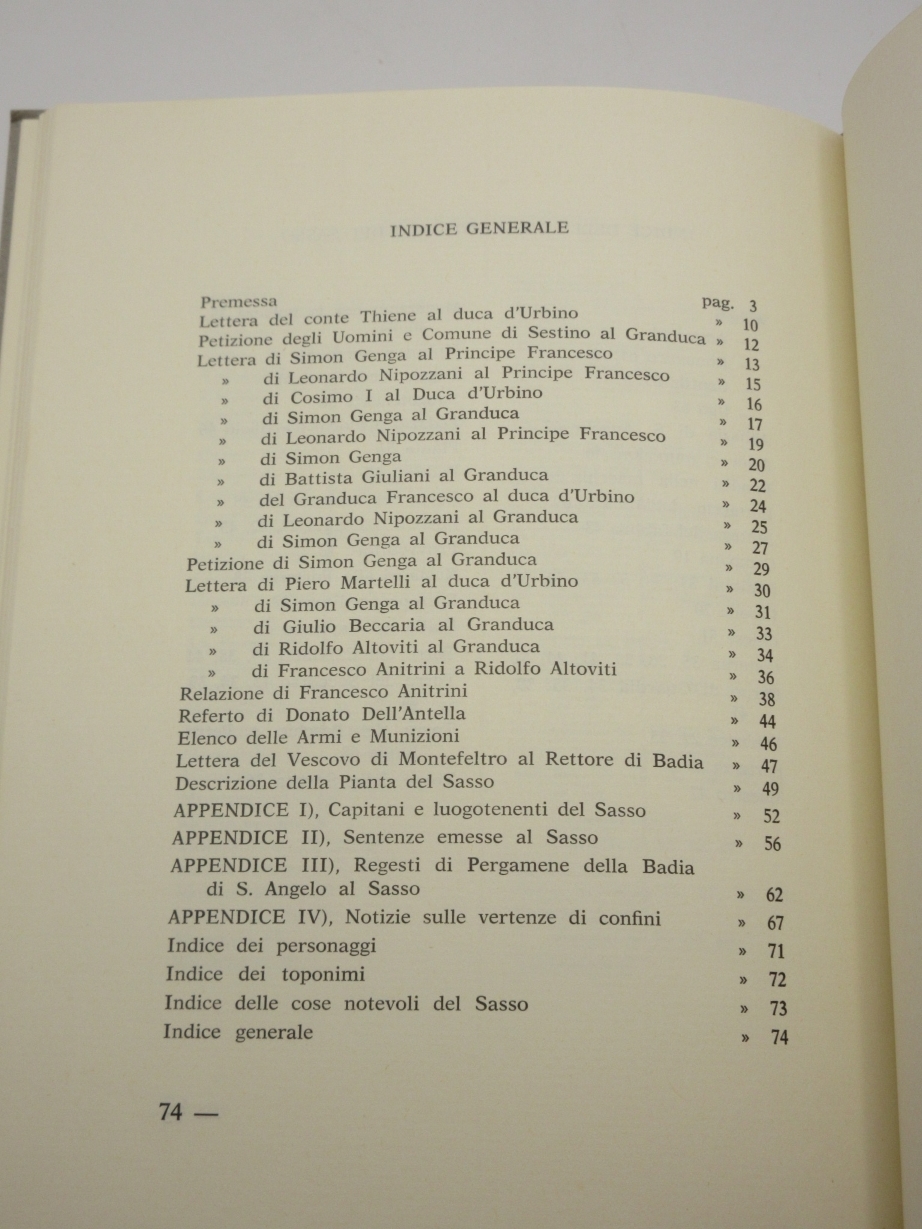 INDICE GENERALE
Premessa pag. 3
Lettera del conte Thiene al duca d'Urbino » 10
Petizione degli Uomini e Comune di Sestino al Granduca » 12
Lettera di Simon Genga al Principe Francesco » 13
» di Leonardo Nipozzani al Principe Francesco » 15
» di Cosimo I al Duca d'Urbino » 16
» di Simon Genga al Granduca » 17
» di Leonardo Nipozzani al Principe Francesco » 19
» di Simon Genga » 20
» di Battista Giuliani al Granduca » 22
» del Granduca Francesco al duca d'Urbino » 24
» di Leonardo Nipozzani al Granduca » 25
» di Simon Genga al Granduca » 27
Petizione di Simon Genga al Granduca » 29
Lettera di Piero Martelli al duca d'Urbino » 30
» di Simon Genga al Granduca » 31
» di Giulio Beccaria al Granduca » 33
» di Ridolfo Altoviti al Granduca » 34
» di Francesco Anitrini a Ridolfo Altoviti » 36
Relazione di Francesco Anitrini » 38
Referto di Donato Dell'Antella » 44
Elenco delle Armi e Munizioni » 46
Lettera del Vescovo di Montefeltro al Rettore di Badia » 47
Descrizione della Pianta del Sasso » 49
APPENDICE I), Capitani e luogotenenti del Sasso » 52
APPENDICE II), Sentenze emesse al Sasso » 56
APPENDICE III), Regesti di Pergamene della Badia
di S. Angelo al Sasso » 62
APPENDICE IV), Notizie sulle vertenze di confini » 67
Indice dei personaggi » 71
Indice dei toponimi » 72
Indice delle cose notevoli del Sasso » 73
Indice generale » 74
74 —